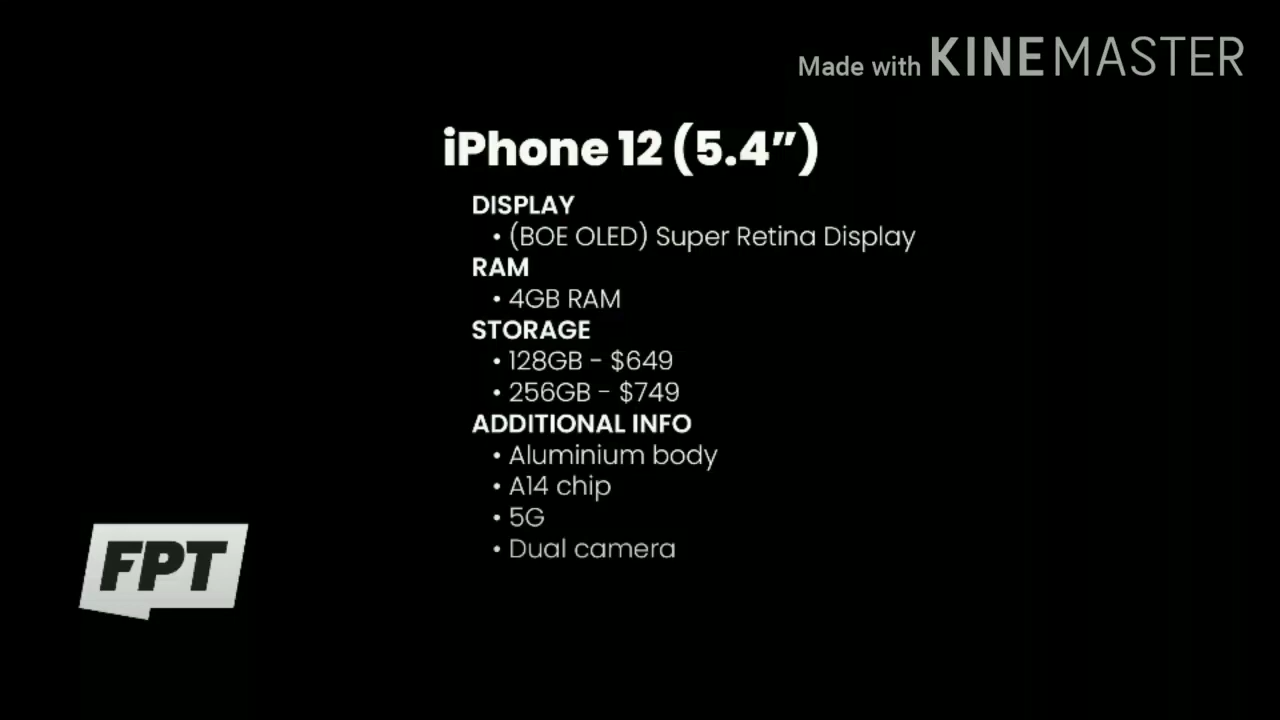 Made with KINEMASTER
iPhone 12 (5.4”)
DISPLAY
• (BOE OLED) Super Retina Display
RAM
• 4GB RAM
STORAGE
• 128GB - $649
• 256GB - $749
ADDITIONAL INFO
• Aluminium body
• A14 chip
• 5G
• Dual camera
FPT